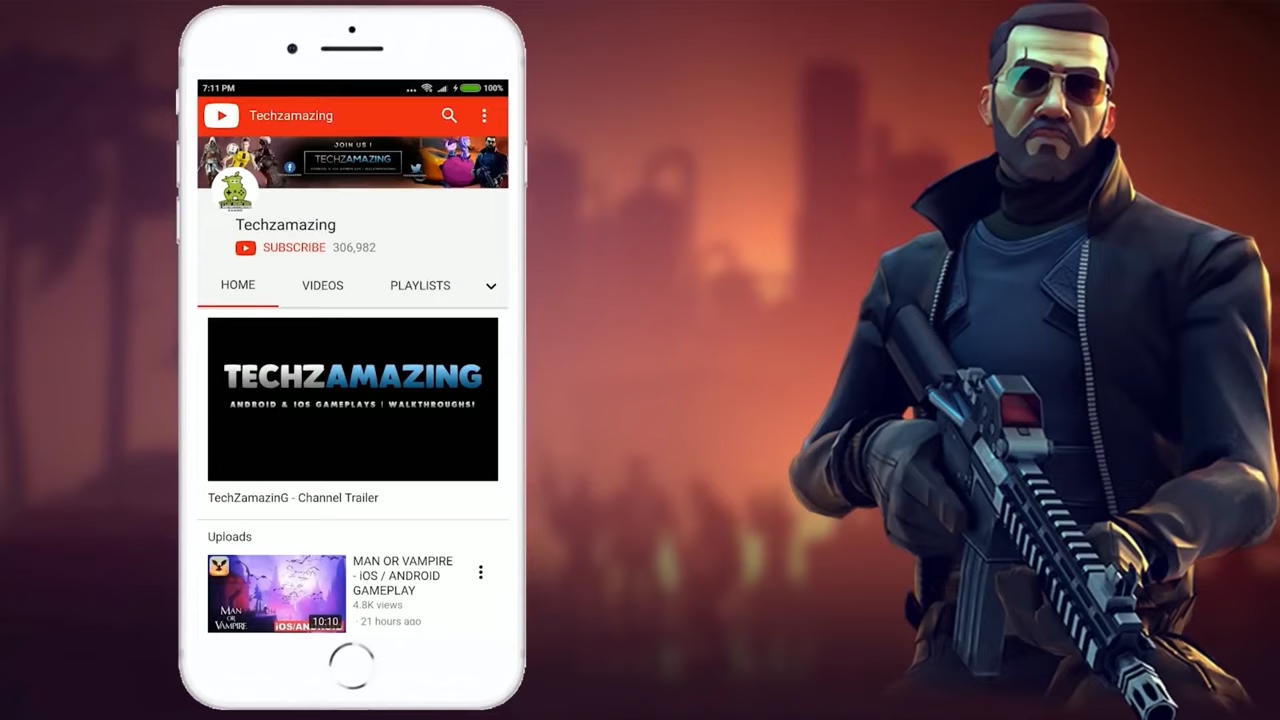 7:11 PM
100%
Techzamazing
JOIN US !
TECHZAMAZING
Techzamazing
SUBSCRIBE 306,982
HOME
VIDEOS
PLAYLISTS
TECHZAMAZING
ANDROID & IOS GAMEPLAYS | WALKTHROUGHS!
TechZamazinG - Channel Trailer
Uploads
MAN OR VAMPIRE
- iOS / ANDROID
GAMEPLAY
4.8K views
· 21 hours ago
MAN
OR
VAMPIRE
iOS/AN
10:10